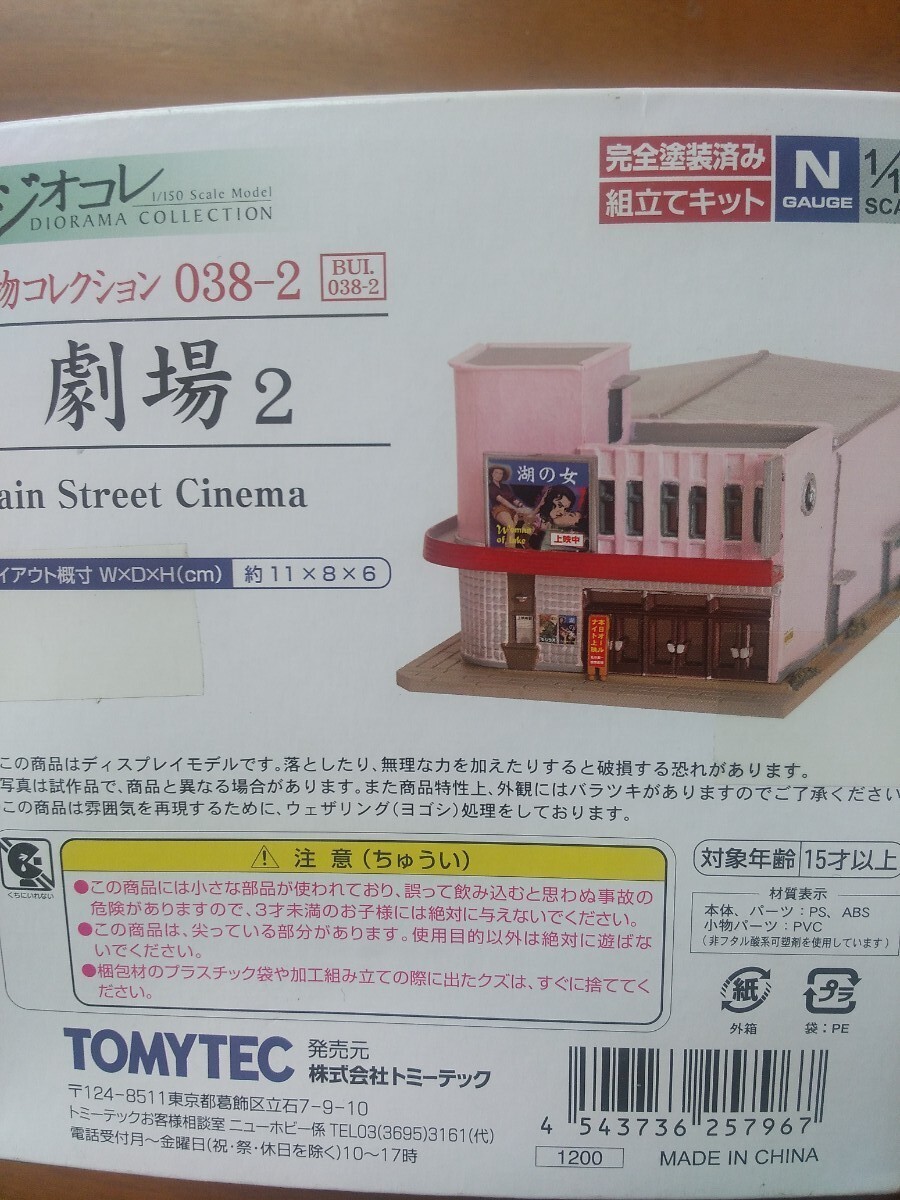 ジオコレ
1/150 Scale Model
DIORAMA COLLECTION
完全塗装済み
組立てキット
N
GAUGE
1/1
SCA
物コレクション 038-2
BUI.
038-2
劇場 2
ain Street Cinema
イアウト概寸 W×D×H(cm) 約11×8×6
湖の女
Woman
of Lake
上映中
本日オール
ナイト上映
この商品はディスプレイモデルです。落としたり、無理な力を加えたりすると破損する恐れがあります。
写真は試作品で、商品と異なる場合があります。また商品特性上、外観にはバラツキがありますのでご了承ください
この商品は雰囲気を再現するために、ウェザリング(ヨゴシ)処理をしております。
くちにいれない
⚠ 注意(ちゅうい)
●この商品には小さな部品が使われており、誤って飲み込むと思わぬ事故の
危険がありますので、3才未満のお子様には絶対に与えないでください。
●この商品は、尖っている部分があります。使用目的以外は絶対に遊ばな
いでください。
●梱包材のプラスチック袋や加工組み立ての際に出たクズは、すぐに捨ててく
ださい。
対象年齢 15才以上
材質表示
本体、パーツ:PS、ABS
小物パーツ:PVC
(非フタル酸系可塑剤を使用しています)
紙
外箱
プラ
袋:PE
TOMYTEC 発売元
株式会社トミーテック
〒124-8511東京都葛飾区立石7-9-10
トミーテックお客様相談室 ニューホビー係 TEL03(3695)3161(代)
電話受付月〜金曜日(祝・祭・休日を除く)10〜17時
4 543736 257967
1200
MADE IN CHINA